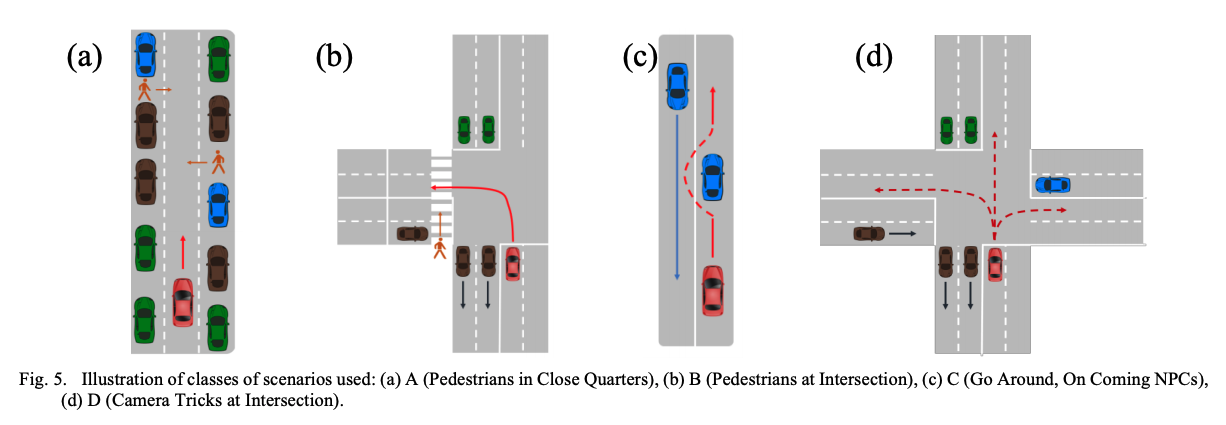 (a)
(b)
(c)
(d)
Fig. 5. Illustration of classes of scenarios used: (a) A (Pedestrians in Close Quarters), (b) B (Pedestrians at Intersection), (c) C (Go Around, On Coming NPCs),
(d) D (Camera Tricks at Intersection).